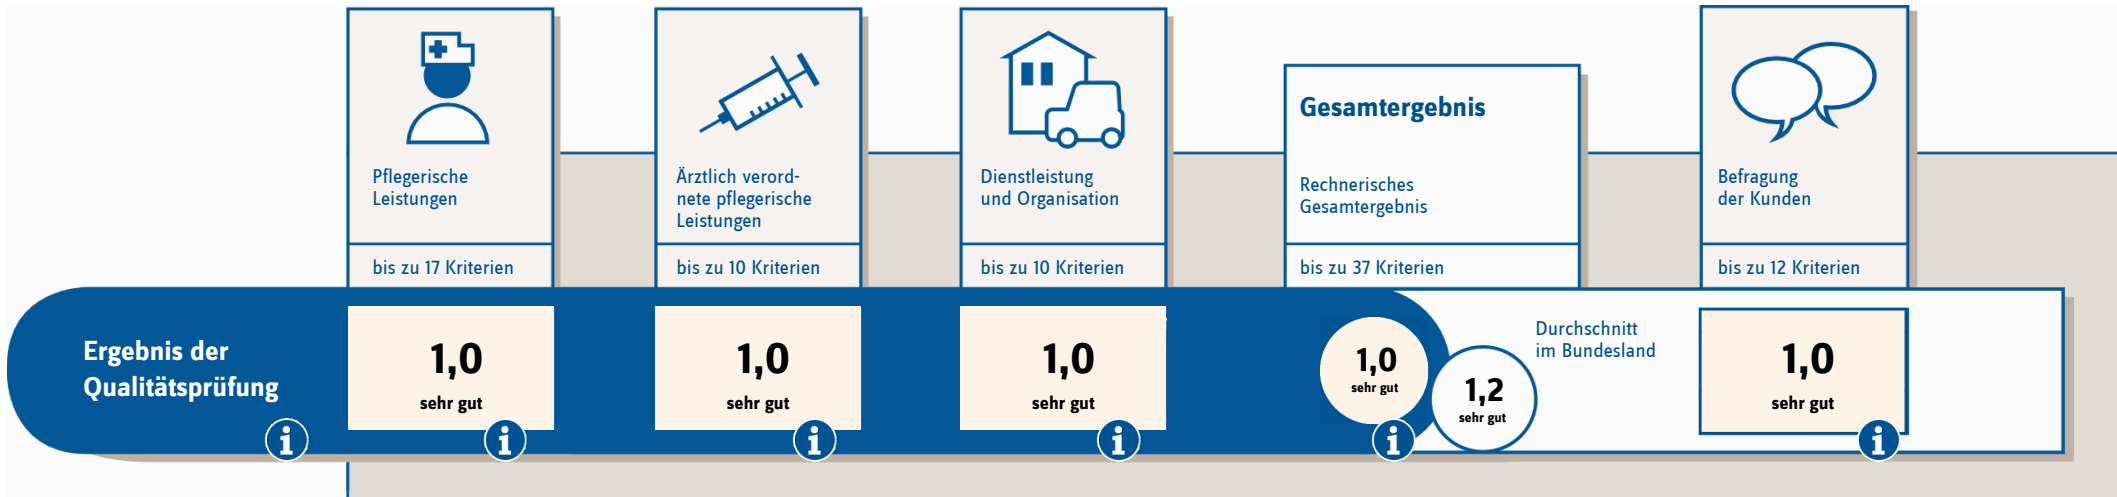 Pflegerische
Leistungen
bis zu 17 Kriterien
Ärztlich verord-
nete pflegerische
Leistungen
bis zu 10 Kriterien
Dienstleistung
und Organisation
bis zu 10 Kriterien
Gesamtergebnis
Rechnerisches
Gesamtergebnis
bis zu 37 Kriterien
Befragung
der Kunden
bis zu 12 Kriterien
Ergebnis der
Qualitätsprüfung
i
1,0
sehr gut
i
1,0
sehr gut
i
1,0
sehr gut
i
1,0
sehr gut
i
1,2
sehr gut
Durchschnitt
im Bundesland
1,0
sehr gut
i